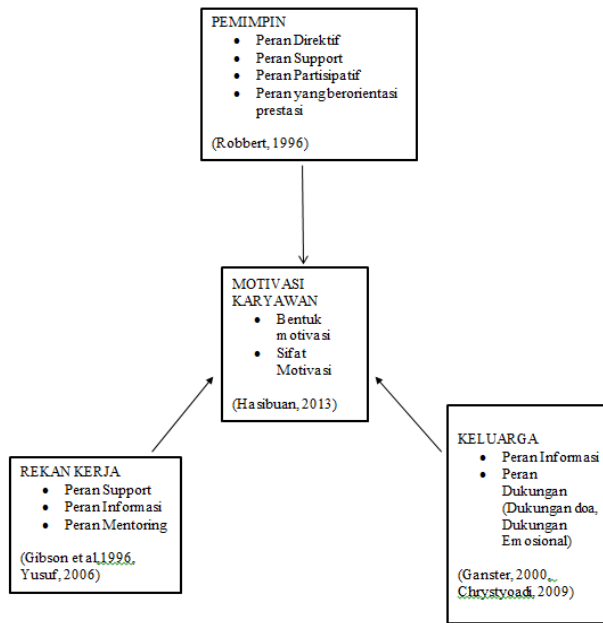 PEMIMPIN
• Peran Direktif
• Peran Support
• Peran Partisipatif
• Peran yang berorientasi
prestasi
(Robbert, 1996)
MOTIVASI
KARYAWAN
• Bentuk
motivasi
• Sifat
Motivasi
(Hasibuan, 2013)
REKAN KERJA
• Peran Support
• Peran Informasi
• Peran Mentoring
(Gibson et al,1996,
Yusuf, 2006)
KELUARGA
• Peran Informasi
• Peran
Dukungan
(Dukungan doa,
Dukungan
Emosional)
(Ganster, 2000,
Chrystyoadi, 2009)